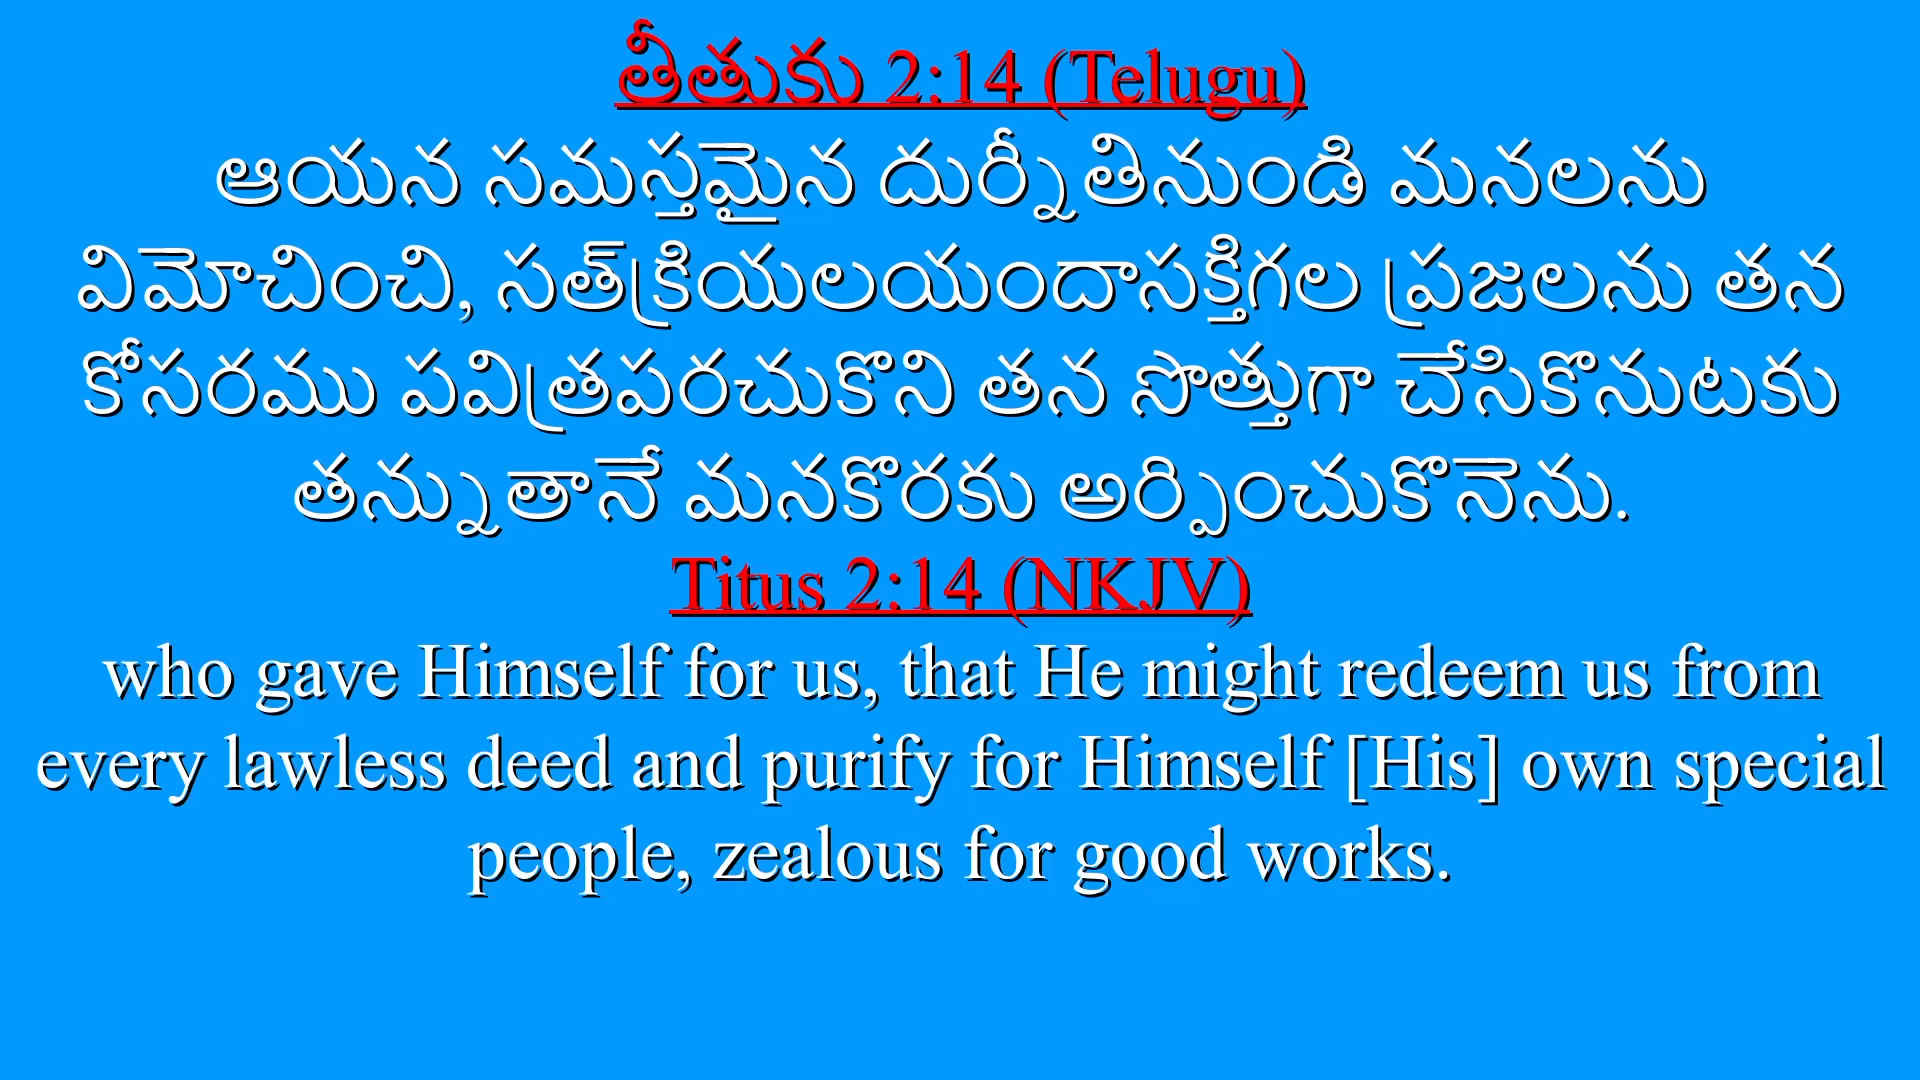 తీతుకు 2:14 (Telugu)
ఆయన సమస్తమైన దుర్నీతినుండి మనలను
విమోచించి, సత్‌క్రియలయందాసక్తిగల ప్రజలను తన
కోసరము పవిత్రపరచుకొని తన సొత్తుగా చేసికొనుటకు
తన్నుతానే మనకొరకు అర్పించుకొనెను.
Titus 2:14 (NKJV)
who gave Himself for us, that He might redeem us from
every lawless deed and purify for Himself [His] own special
people, zealous for good works.